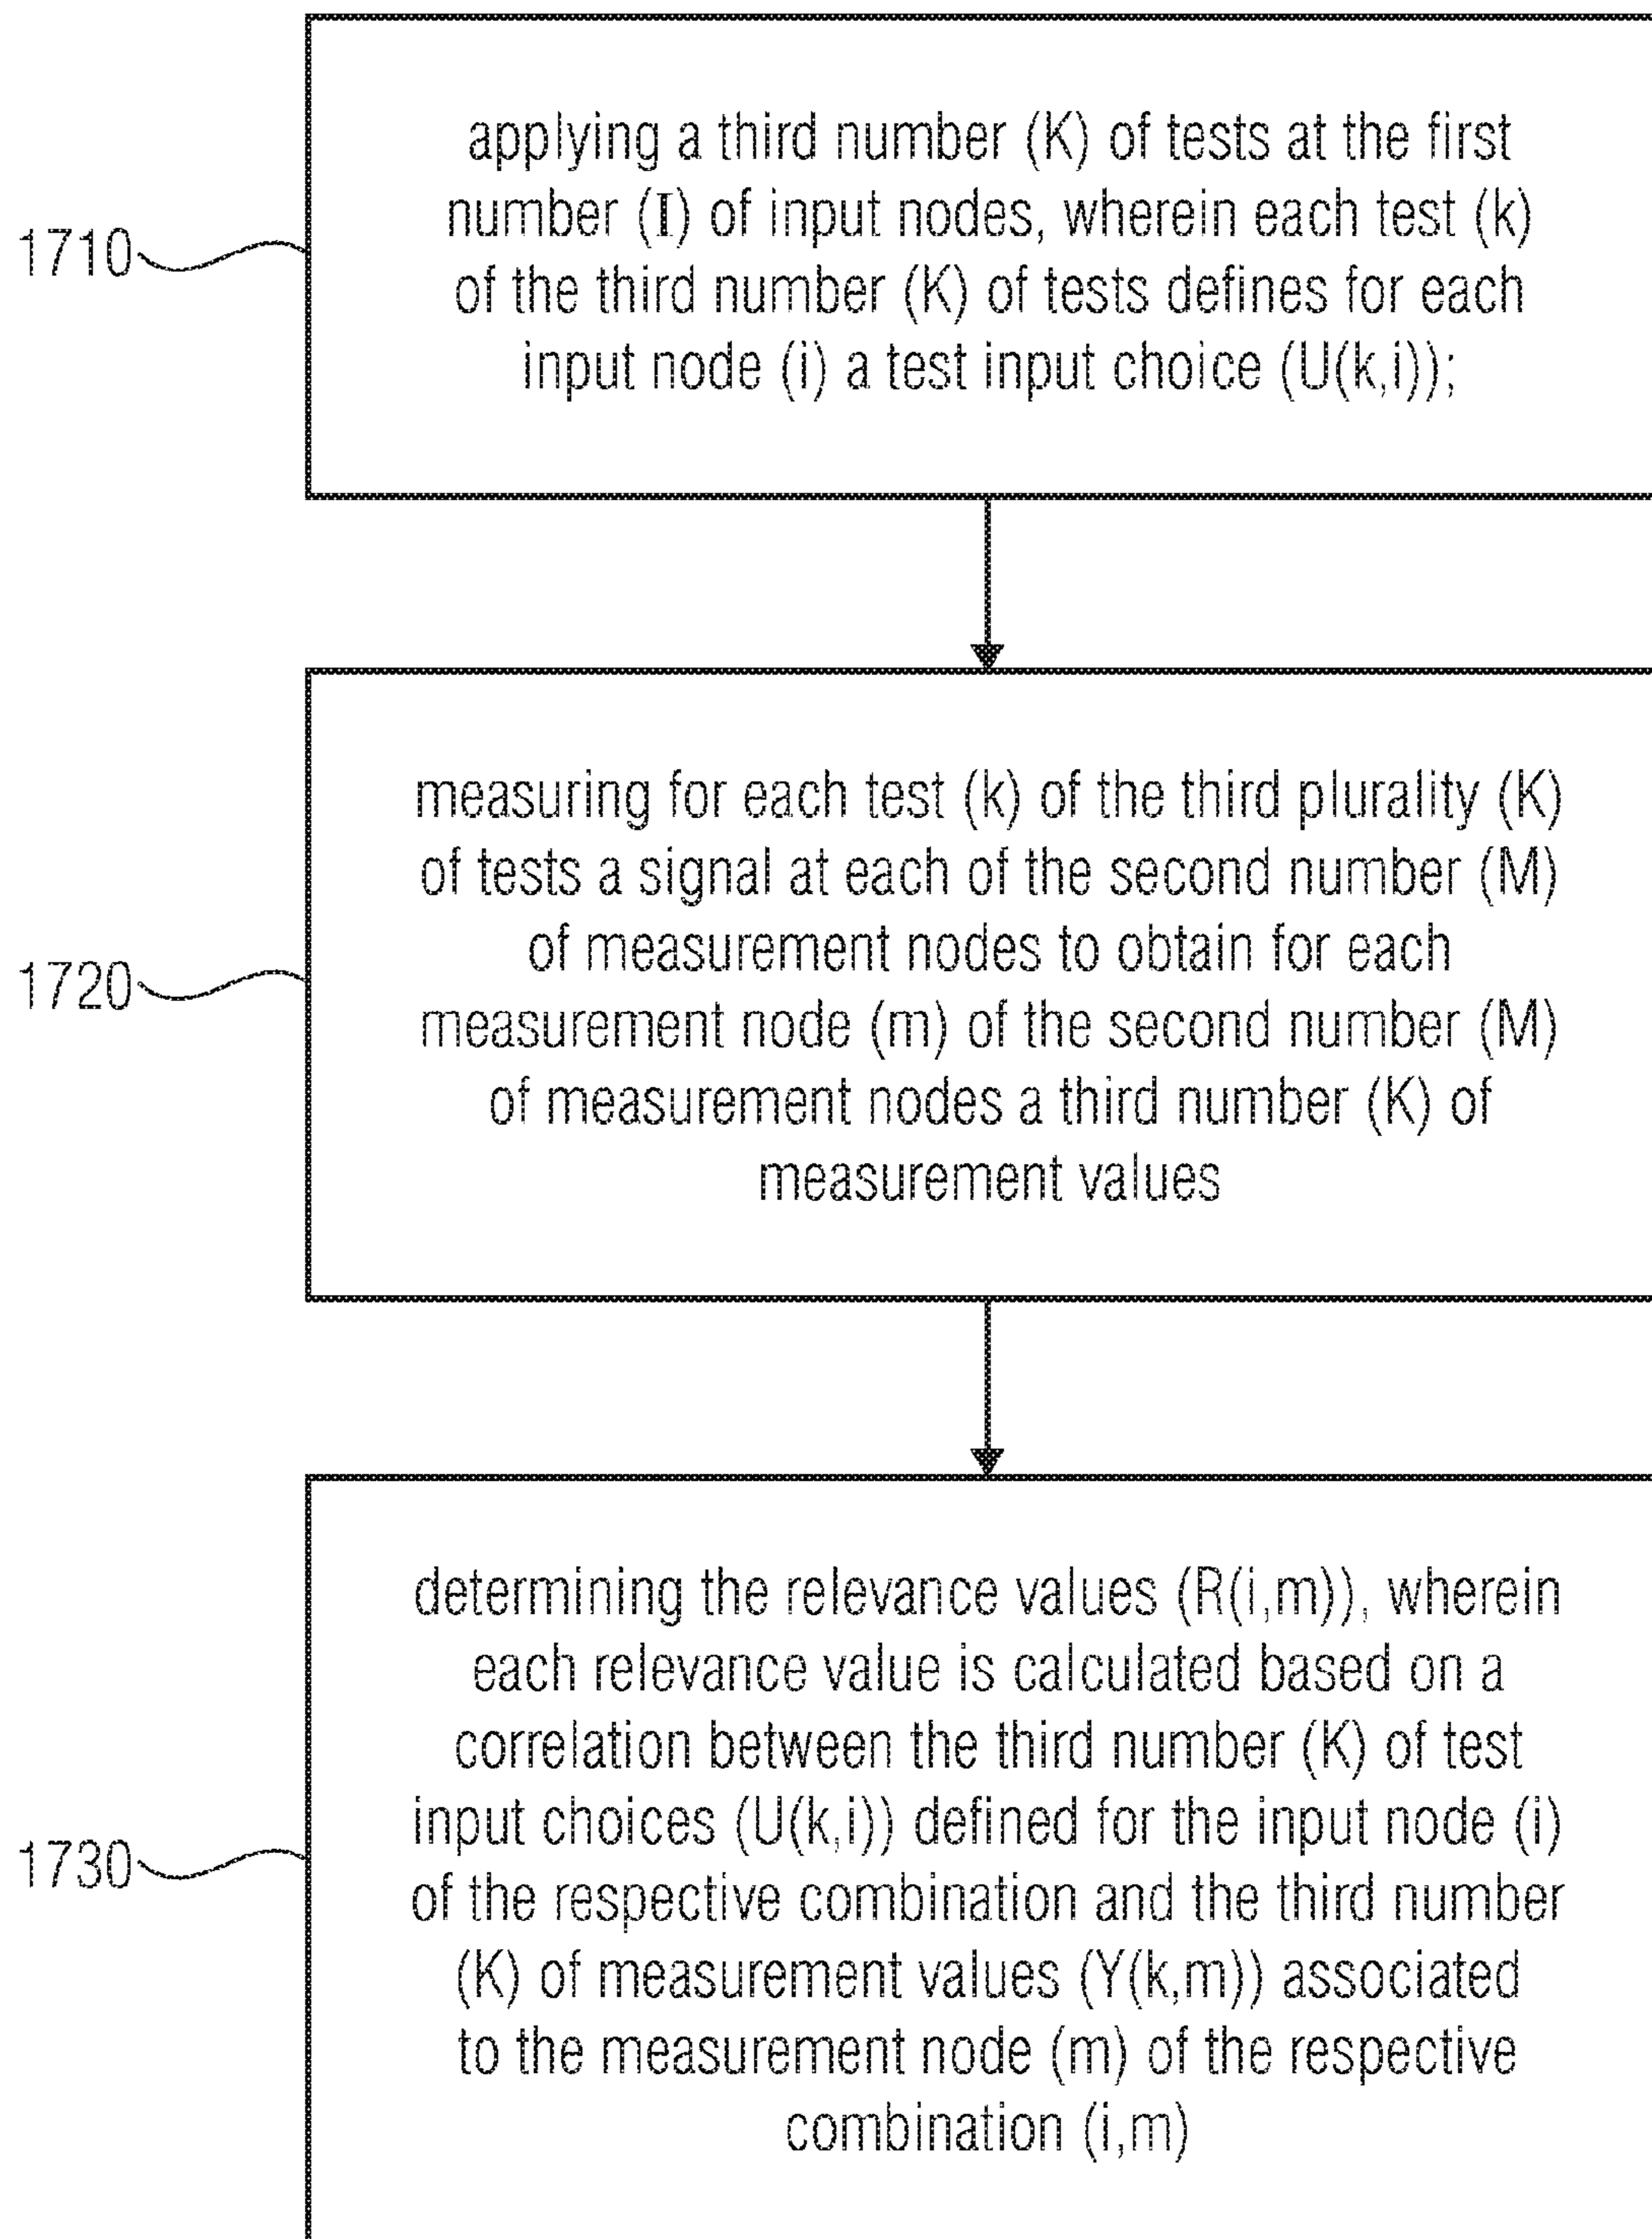 applying a third number (K) of tests at the first
number (I) of input nodes, wherein each test (k)
of the third number (K) of tests defines for each
input node (i) a test input choice (U(k,i));
1710
measuring for each test (k) of the third plurality (K)
of tests a signal at each of the second number (M)
of measurement nodes to obtain for each
measurement node (m) of the second number (M)
of measurement nodes a third number (K) of
measurement values
1720
determining the relevance values (R(i,m)), wherein
each relevance value is calculated based on a
correlation between the third number (K) of test
input choices (U(k,i)) defined for the input node (i)
of the respective combination and the third number
(K) of measurement values (Y(k,m)) associated
to the measurement node (m) of the respective
combination (i,m)
1730